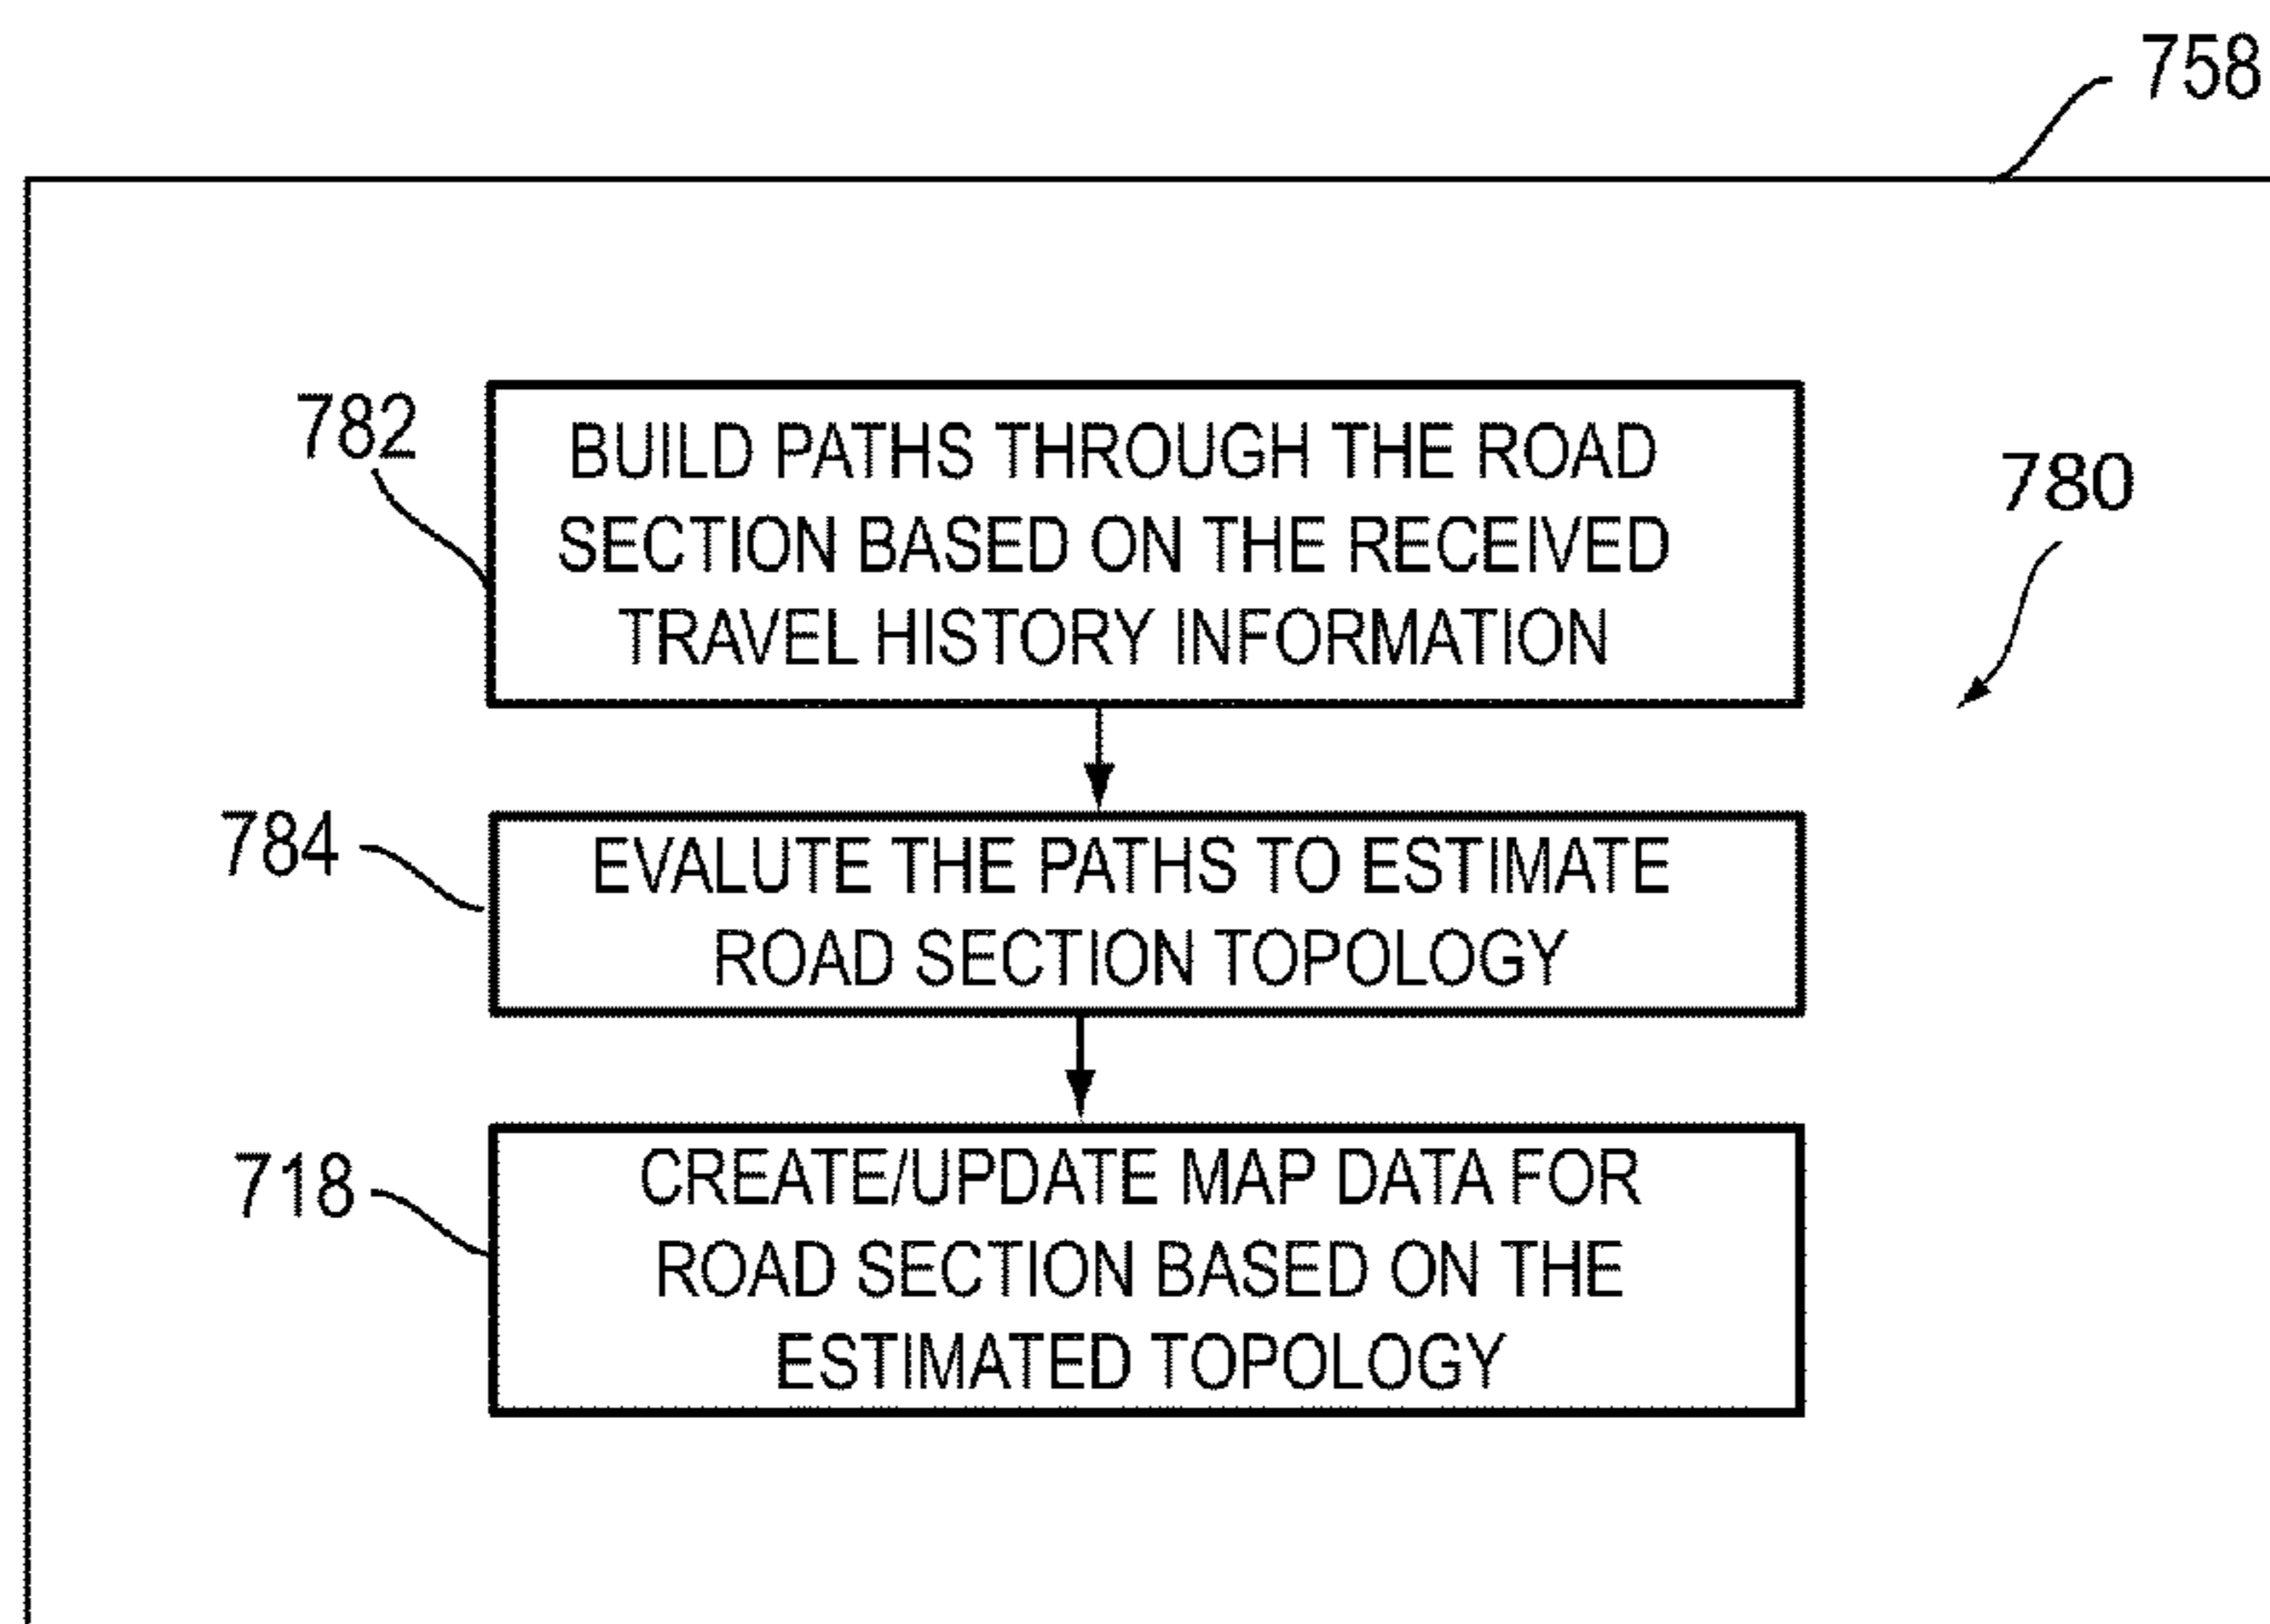 758
782
BUILD PATHS THROUGH THE ROAD
SECTION BASED ON THE RECEIVED
TRAVEL HISTORY INFORMATION
780
784
EVALUTE THE PATHS TO ESTIMATE
ROAD SECTION TOPOLOGY
718
CREATE/UPDATE MAP DATA FOR
ROAD SECTION BASED ON THE
ESTIMATED TOPOLOGY